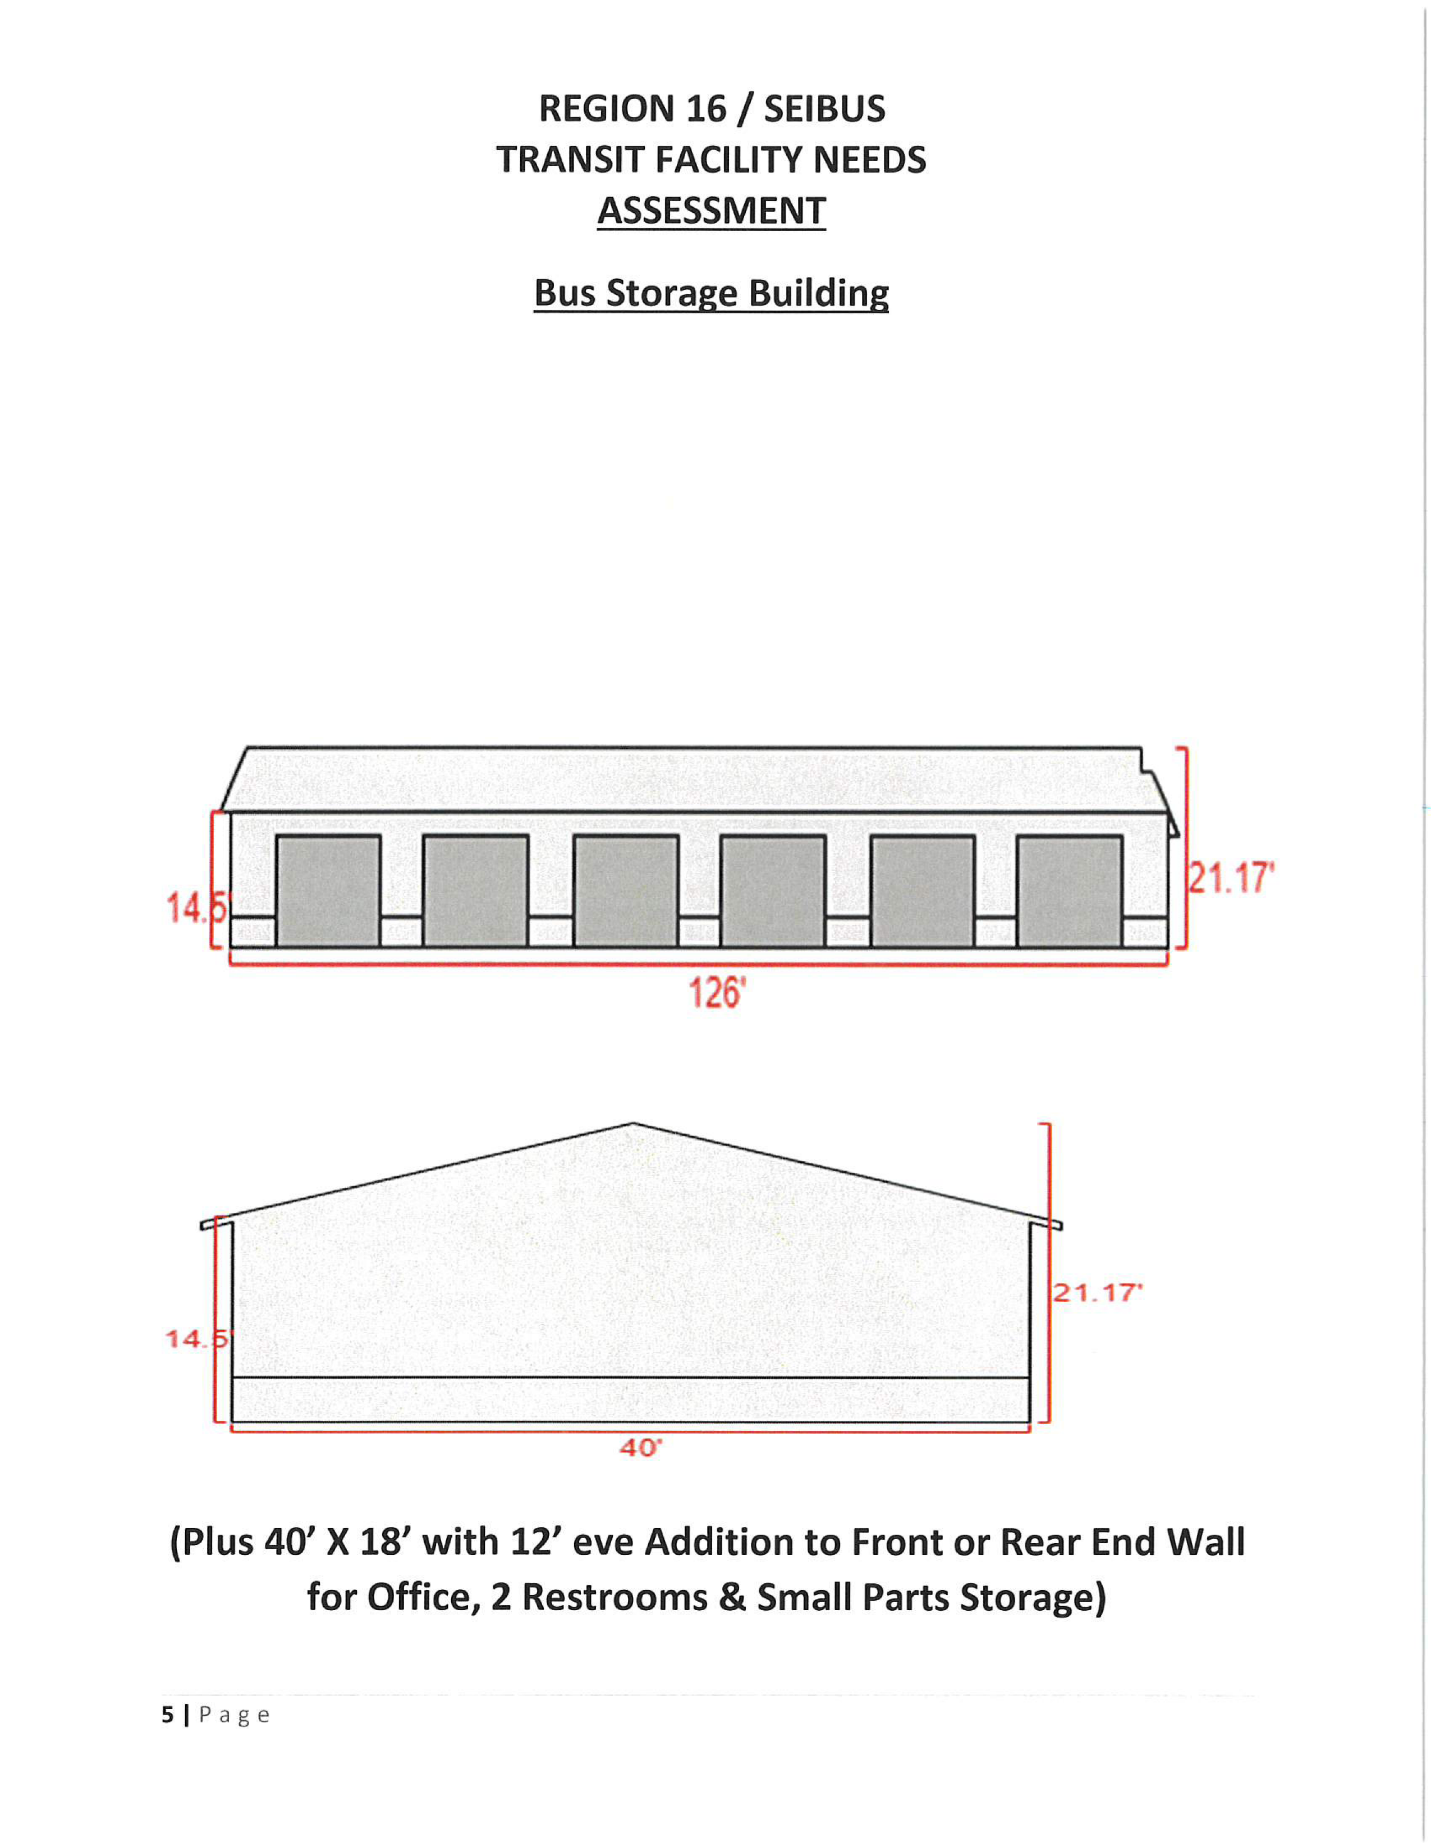 REGION 16 / SEIBUS
TRANSIT FACILITY NEEDS
ASSESSMENT
Bus Storage Building
14.5'
21.17'
126'
14.5'
21.17'
40'
(Plus 40’ X 18’ with 12’ eve Addition to Front or Rear End Wall
for Office, 2 Restrooms & Small Parts Storage)
5 | Page